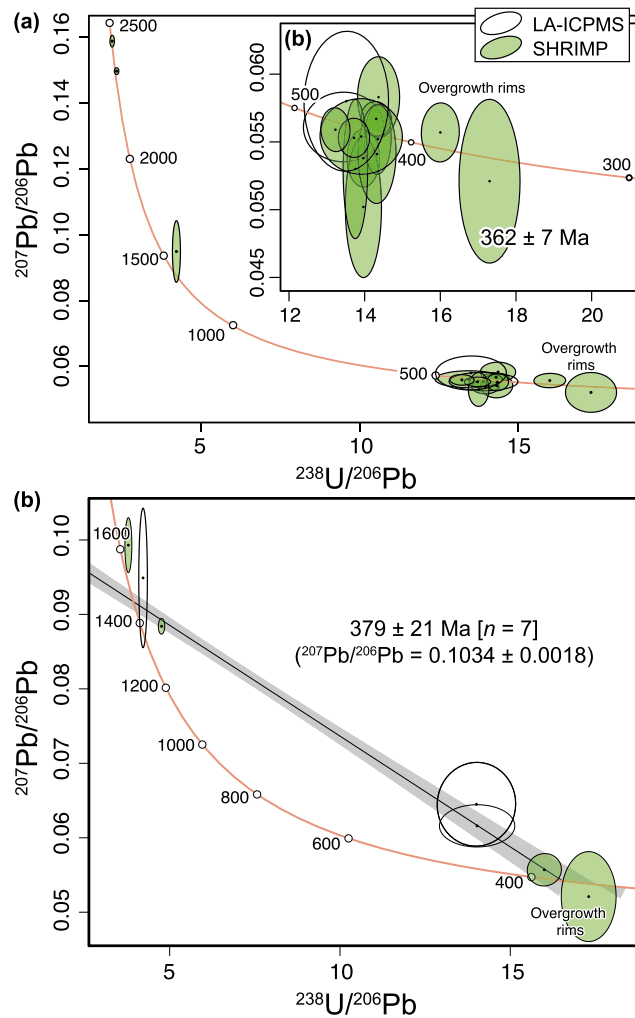 (a)
0.16
0.14
0.12
0.10
0.08
0.06
²⁰⁷Pb/²⁰⁶Pb
2500
2000
1500
1000
500
Overgrowth
rims
5
10
15
²³⁸U/²⁰⁶Pb
LA-ICPMS
SHRIMP
(b)
0.060
0.055
0.050
0.045
500
Overgrowth rims
400
300
362 ± 7 Ma
12
14
16
18
20
21
(b)
0.10
0.09
0.08
0.07
0.06
0.05
²⁰⁷Pb/²⁰⁶Pb
1600
1400
1200
1000
800
600
400
379 ± 21 Ma [n = 7]
(²⁰⁷Pb/²⁰⁶Pb = 0.1034 ± 0.0018)
Overgrowth
rims
5
10
15
²³⁸U/²⁰⁶Pb